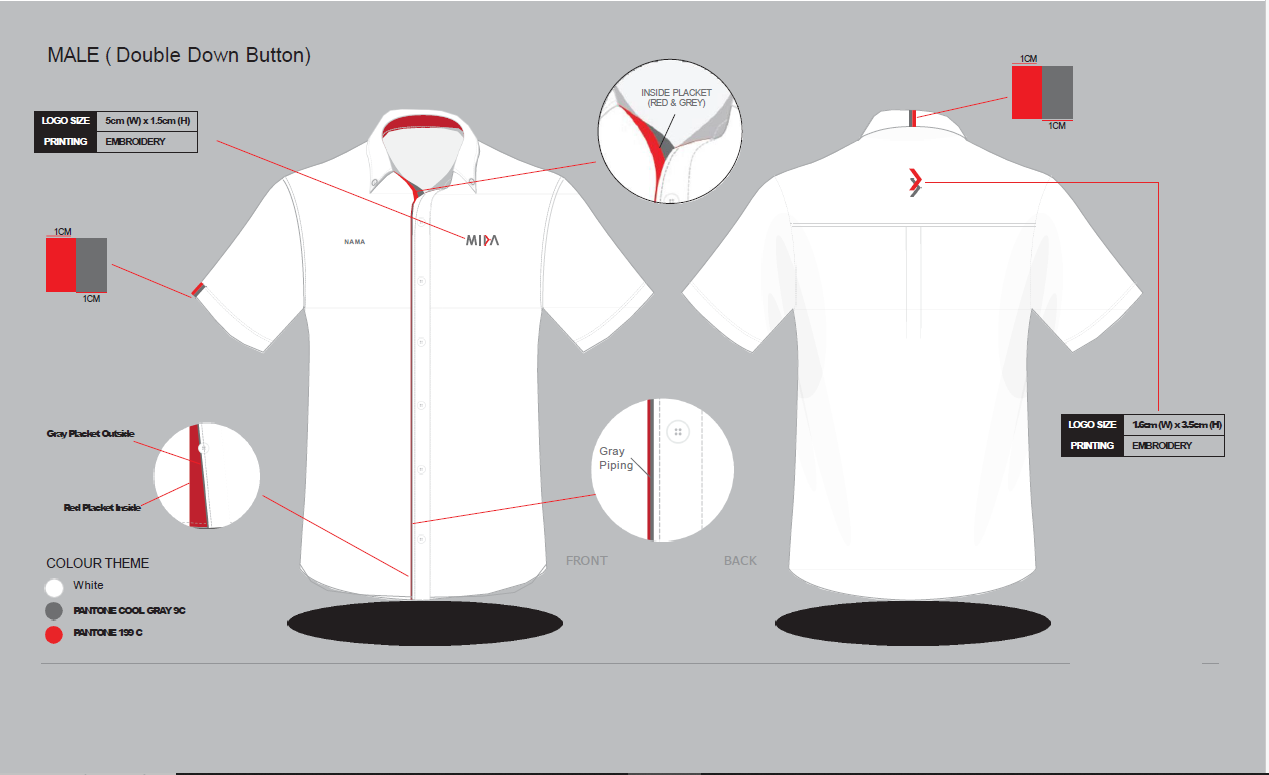 MALE ( Double Down Button)
1CM
1CM
INSIDE PLACKET
(RED & GREY)
LOGO SIZE 5cm (W) x 1.5cm (H)
PRINTING EMBOIDERY
NAMA
MIDA
1CM
1CM
LOGO SIZE 1.6cm (W) x 3.5cm (H)
PRINTING EMBOIDERY
Gray Placket Outside
Red Placket Inside
Gray
Piping
FRONT
BACK
COLOUR THEME
White
PANTONE COOL GRAY 9C
PANTONE 199 C